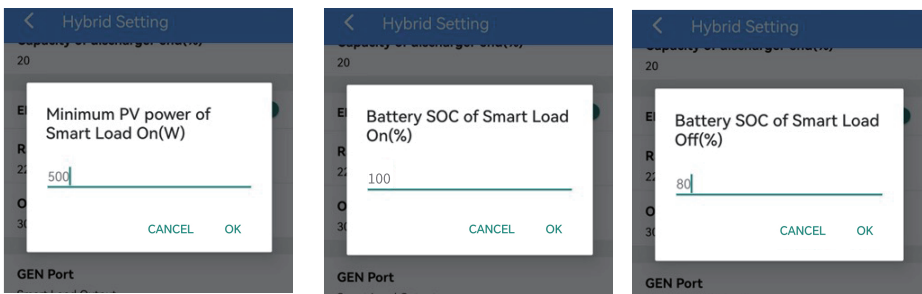 Hybrid Setting
20
Minimum PV power of
Smart Load On(W)
500
CANCEL OK
GEN Port
Hybrid Setting
20
Battery SOC of Smart Load
On(%)
100
CANCEL OK
GEN Port
Hybrid Setting
20
Battery SOC of Smart Load
Off(%)
80
CANCEL OK
GEN Port